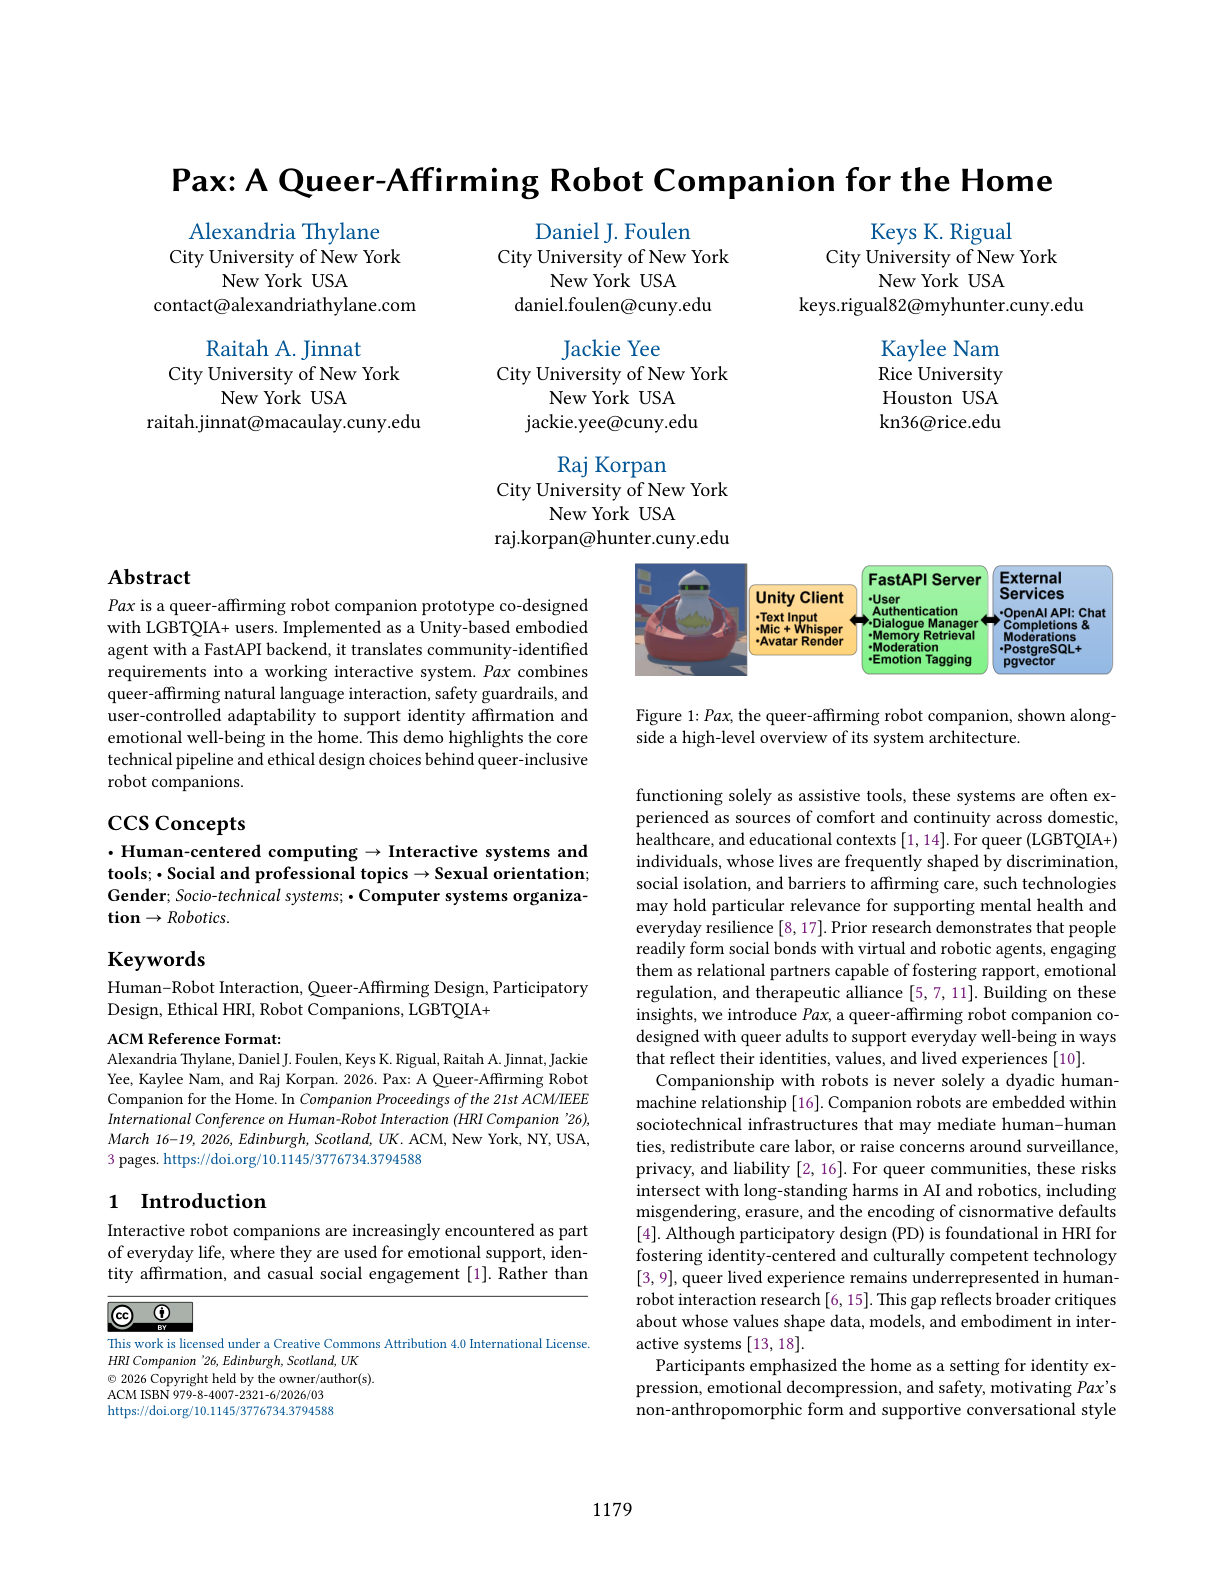 Pax: A Queer-Affirming Robot Companion for the Home
Alexandria Thylane
City University of New York
New York USA
contact@alexandriathylane.com
Daniel J. Foulen
City University of New York
New York USA
daniel.foulen@cuny.edu
Keys K. Rigual
City University of New York
New York USA
keys.rigual82@myhunter.cuny.edu
Raitah A. Jinnat
City University of New York
New York USA
raitah.jinnat@macaulay.cuny.edu
Jackie Yee
City University of New York
New York USA
jackie.yee@cuny.edu
Kaylee Nam
Rice University
Houston USA
kn36@rice.edu
Raj Korpan
City University of New York
New York USA
raj.korpan@hunter.cuny.edu
Abstract
Pax is a queer-affirming robot companion prototype co-designed
with LGBTQIA+ users. Implemented as a Unity-based embodied
agent with a FastAPI backend, it translates community-identified
requirements into a working interactive system. Pax combines
queer-affirming natural language interaction, safety guardrails, and
user-controlled adaptability to support identity affirmation and
emotional well-being in the home. This demo highlights the core
technical pipeline and ethical design choices behind queer-inclusive
robot companions.
CCS Concepts
• Human-centered computing → Interactive systems and
tools; • Social and professional topics → Sexual orientation;
Gender; Socio-technical systems; • Computer systems organiza-
tion → Robotics.
Keywords
Human–Robot Interaction, Queer-Affirming Design, Participatory
Design, Ethical HRI, Robot Companions, LGBTQIA+
ACM Reference Format:
Alexandria Thylane, Daniel J. Foulen, Keys K. Rigual, Raitah A. Jinnat, Jackie
Yee, Kaylee Nam, and Raj Korpan. 2026. Pax: A Queer-Affirming Robot
Companion for the Home. In Companion Proceedings of the 21st ACM/IEEE
International Conference on Human-Robot Interaction (HRI Companion '26),
March 16–19, 2026, Edinburgh, Scotland, UK. ACM, New York, NY, USA,
3 pages. https://doi.org/10.1145/3776734.3794588
1 Introduction
Interactive robot companions are increasingly encountered as part
of everyday life, where they are used for emotional support, iden-
tity affirmation, and casual social engagement [1]. Rather than
cc BY
This work is licensed under a Creative Commons Attribution 4.0 International License.
HRI Companion '26, Edinburgh, Scotland, UK
© 2026 Copyright held by the owner/author(s).
ACM ISBN 979-8-4007-2321-6/2026/03
https://doi.org/10.1145/3776734.3794588
Unity Client
•Text Input
•Mic + Whisper
•Avatar Render
FastAPI Server
•User
Authentication
•Dialogue Manager
•Memory Retrieval
•Moderation
•Emotion Tagging
External
Services
•OpenAI API: Chat
Completions &
Moderations
•PostgreSQL+
pgvector
Figure 1: Pax, the queer-affirming robot companion, shown along-
side a high-level overview of its system architecture.
functioning solely as assistive tools, these systems are often ex-
perienced as sources of comfort and continuity across domestic,
healthcare, and educational contexts [1, 14]. For queer (LGBTQIA+)
individuals, whose lives are frequently shaped by discrimination,
social isolation, and barriers to affirming care, such technologies
may hold particular relevance for supporting mental health and
everyday resilience [8, 17]. Prior research demonstrates that people
readily form social bonds with virtual and robotic agents, engaging
them as relational partners capable of fostering rapport, emotional
regulation, and therapeutic alliance [5, 7, 11]. Building on these
insights, we introduce Pax, a queer-affirming robot companion co-
designed with queer adults to support everyday well-being in ways
that reflect their identities, values, and lived experiences [10].
Companionship with robots is never solely a dyadic human-
machine relationship [16]. Companion robots are embedded within
sociotechnical infrastructures that may mediate human–human
ties, redistribute care labor, or raise concerns around surveillance,
privacy, and liability [2, 16]. For queer communities, these risks
intersect with long-standing harms in AI and robotics, including
misgendering, erasure, and the encoding of cisnormative defaults
[4]. Although participatory design (PD) is foundational in HRI for
fostering identity-centered and culturally competent technology
[3, 9], queer lived experience remains underrepresented in human-
robot interaction research [6, 15]. This gap reflects broader critiques
about whose values shape data, models, and embodiment in inter-
active systems [13, 18].
Participants emphasized the home as a setting for identity ex-
pression, emotional decompression, and safety, motivating Pax's
non-anthropomorphic form and supportive conversational style
1179